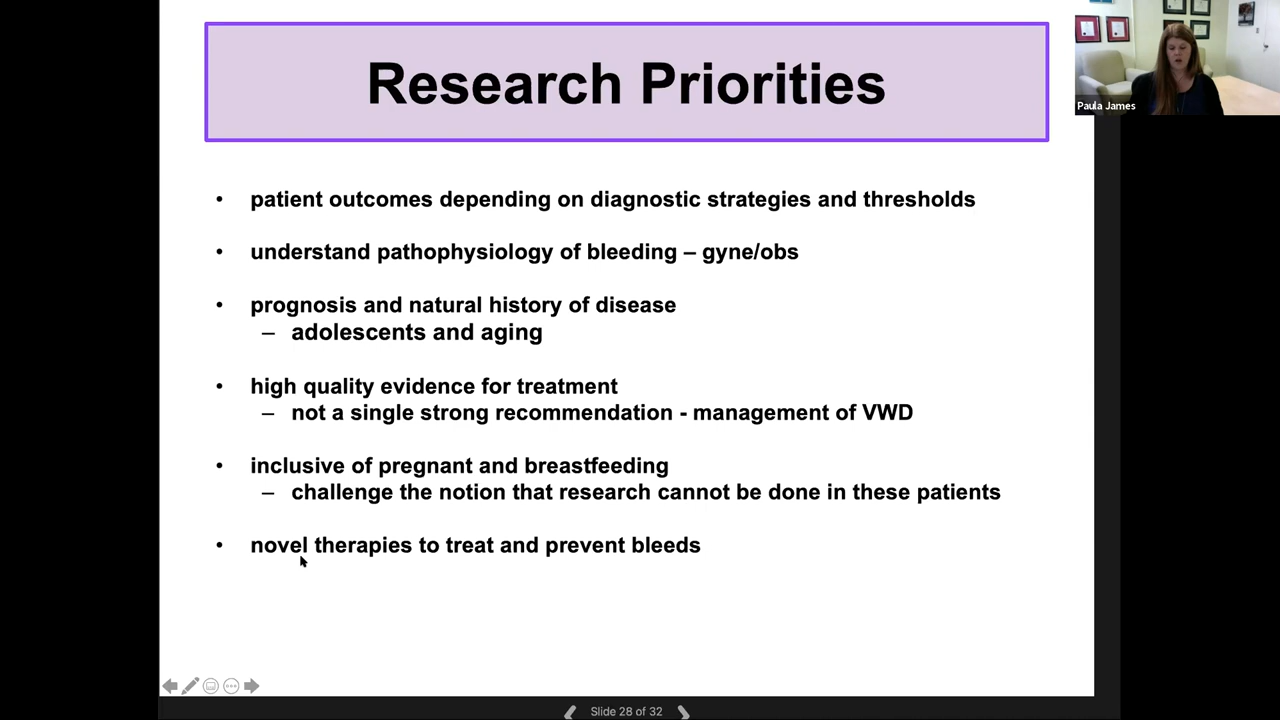 Research Priorities
Paula James
• patient outcomes depending on diagnostic strategies and thresholds
• understand pathophysiology of bleeding – gyne/obs
• prognosis and natural history of disease
– adolescents and aging
• high quality evidence for treatment
– not a single strong recommendation - management of VWD
• inclusive of pregnant and breastfeeding
– challenge the notion that research cannot be done in these patients
• novel therapies to treat and prevent bleeds
Slide 28 of 32